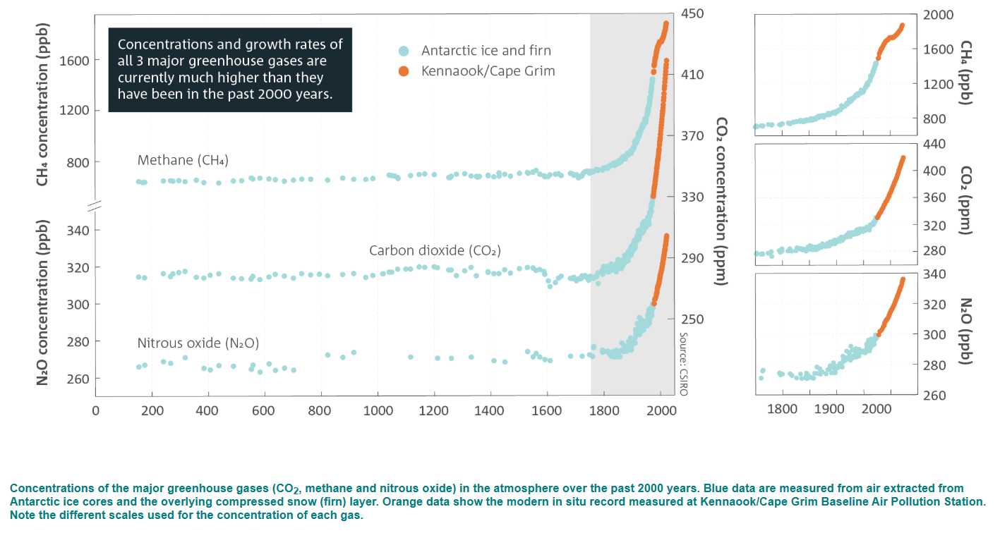 Concentrations and growth rates of
all 3 major greenhouse gases are
currently much higher than they
have been in the past 2000 years.
Antarctic ice and firn
Kennaook/Cape Grim
CH₄ concentration (ppb)
1600
1200
800
N₂O concentration (ppb)
340
320
300
280
260
Methane (CH₄)
Carbon dioxide (CO₂)
Nitrous oxide (N₂O)
450
410
370
330
290
250
CO₂ concentration (ppm)
Source: CSIRO
0 200 400 600 800 1000 1200 1400 1600 1800 2000
2000
1600
1200
800
CH₄ (ppb)
440
400
360
320
280
CO₂ (ppm)
340
320
300
280
260
N₂O (ppb)
1800 1900 2000
Concentrations of the major greenhouse gases (CO₂, methane and nitrous oxide) in the atmosphere over the past 2000 years. Blue data are measured from air extracted from
Antarctic ice cores and the overlying compressed snow (firn) layer. Orange data show the modern in situ record measured at Kennaook/Cape Grim Baseline Air Pollution Station.
Note the different scales used for the concentration of each gas.